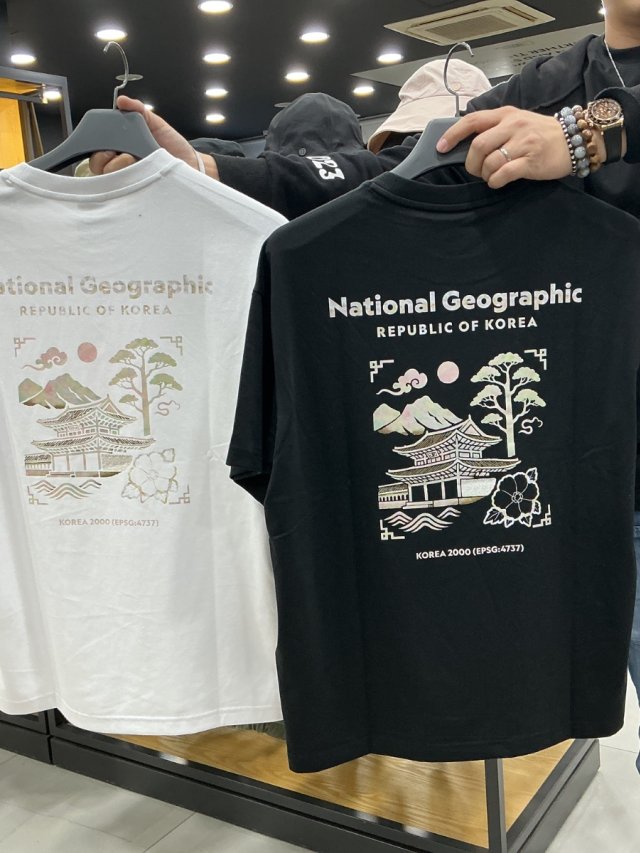 National Geographic
REPUBLIC OF KOREA
KOREA 2000 (EPSG:4737)
National Geographic
REPUBLIC OF KOREA
KOREA 2000 (EPSG:4737)